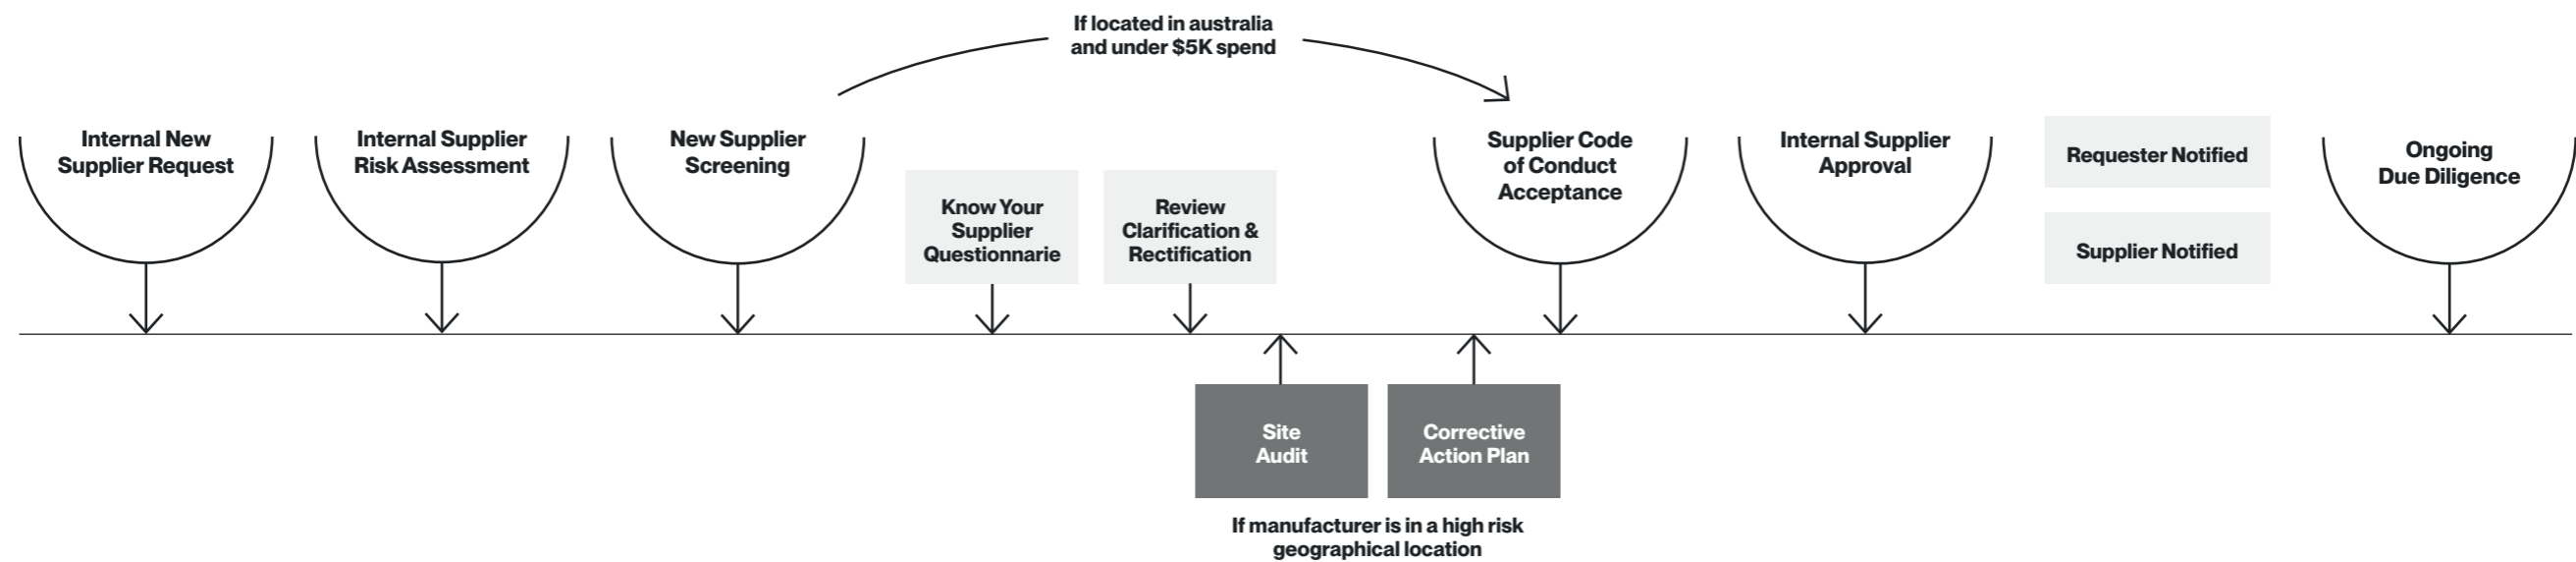 If located in australia
and under $5K spend
Internal New
Supplier Request
Internal Supplier
Risk Assessment
New Supplier
Screening
Know Your
Supplier
Questionnarie
Review
Clarification &
Rectification
Supplier Code
of Conduct
Acceptance
Internal Supplier
Approval
Requester Notified
Supplier Notified
Ongoing
Due Diligence
Site
Audit
Corrective
Action Plan
If manufacturer is in a high risk
geographical location